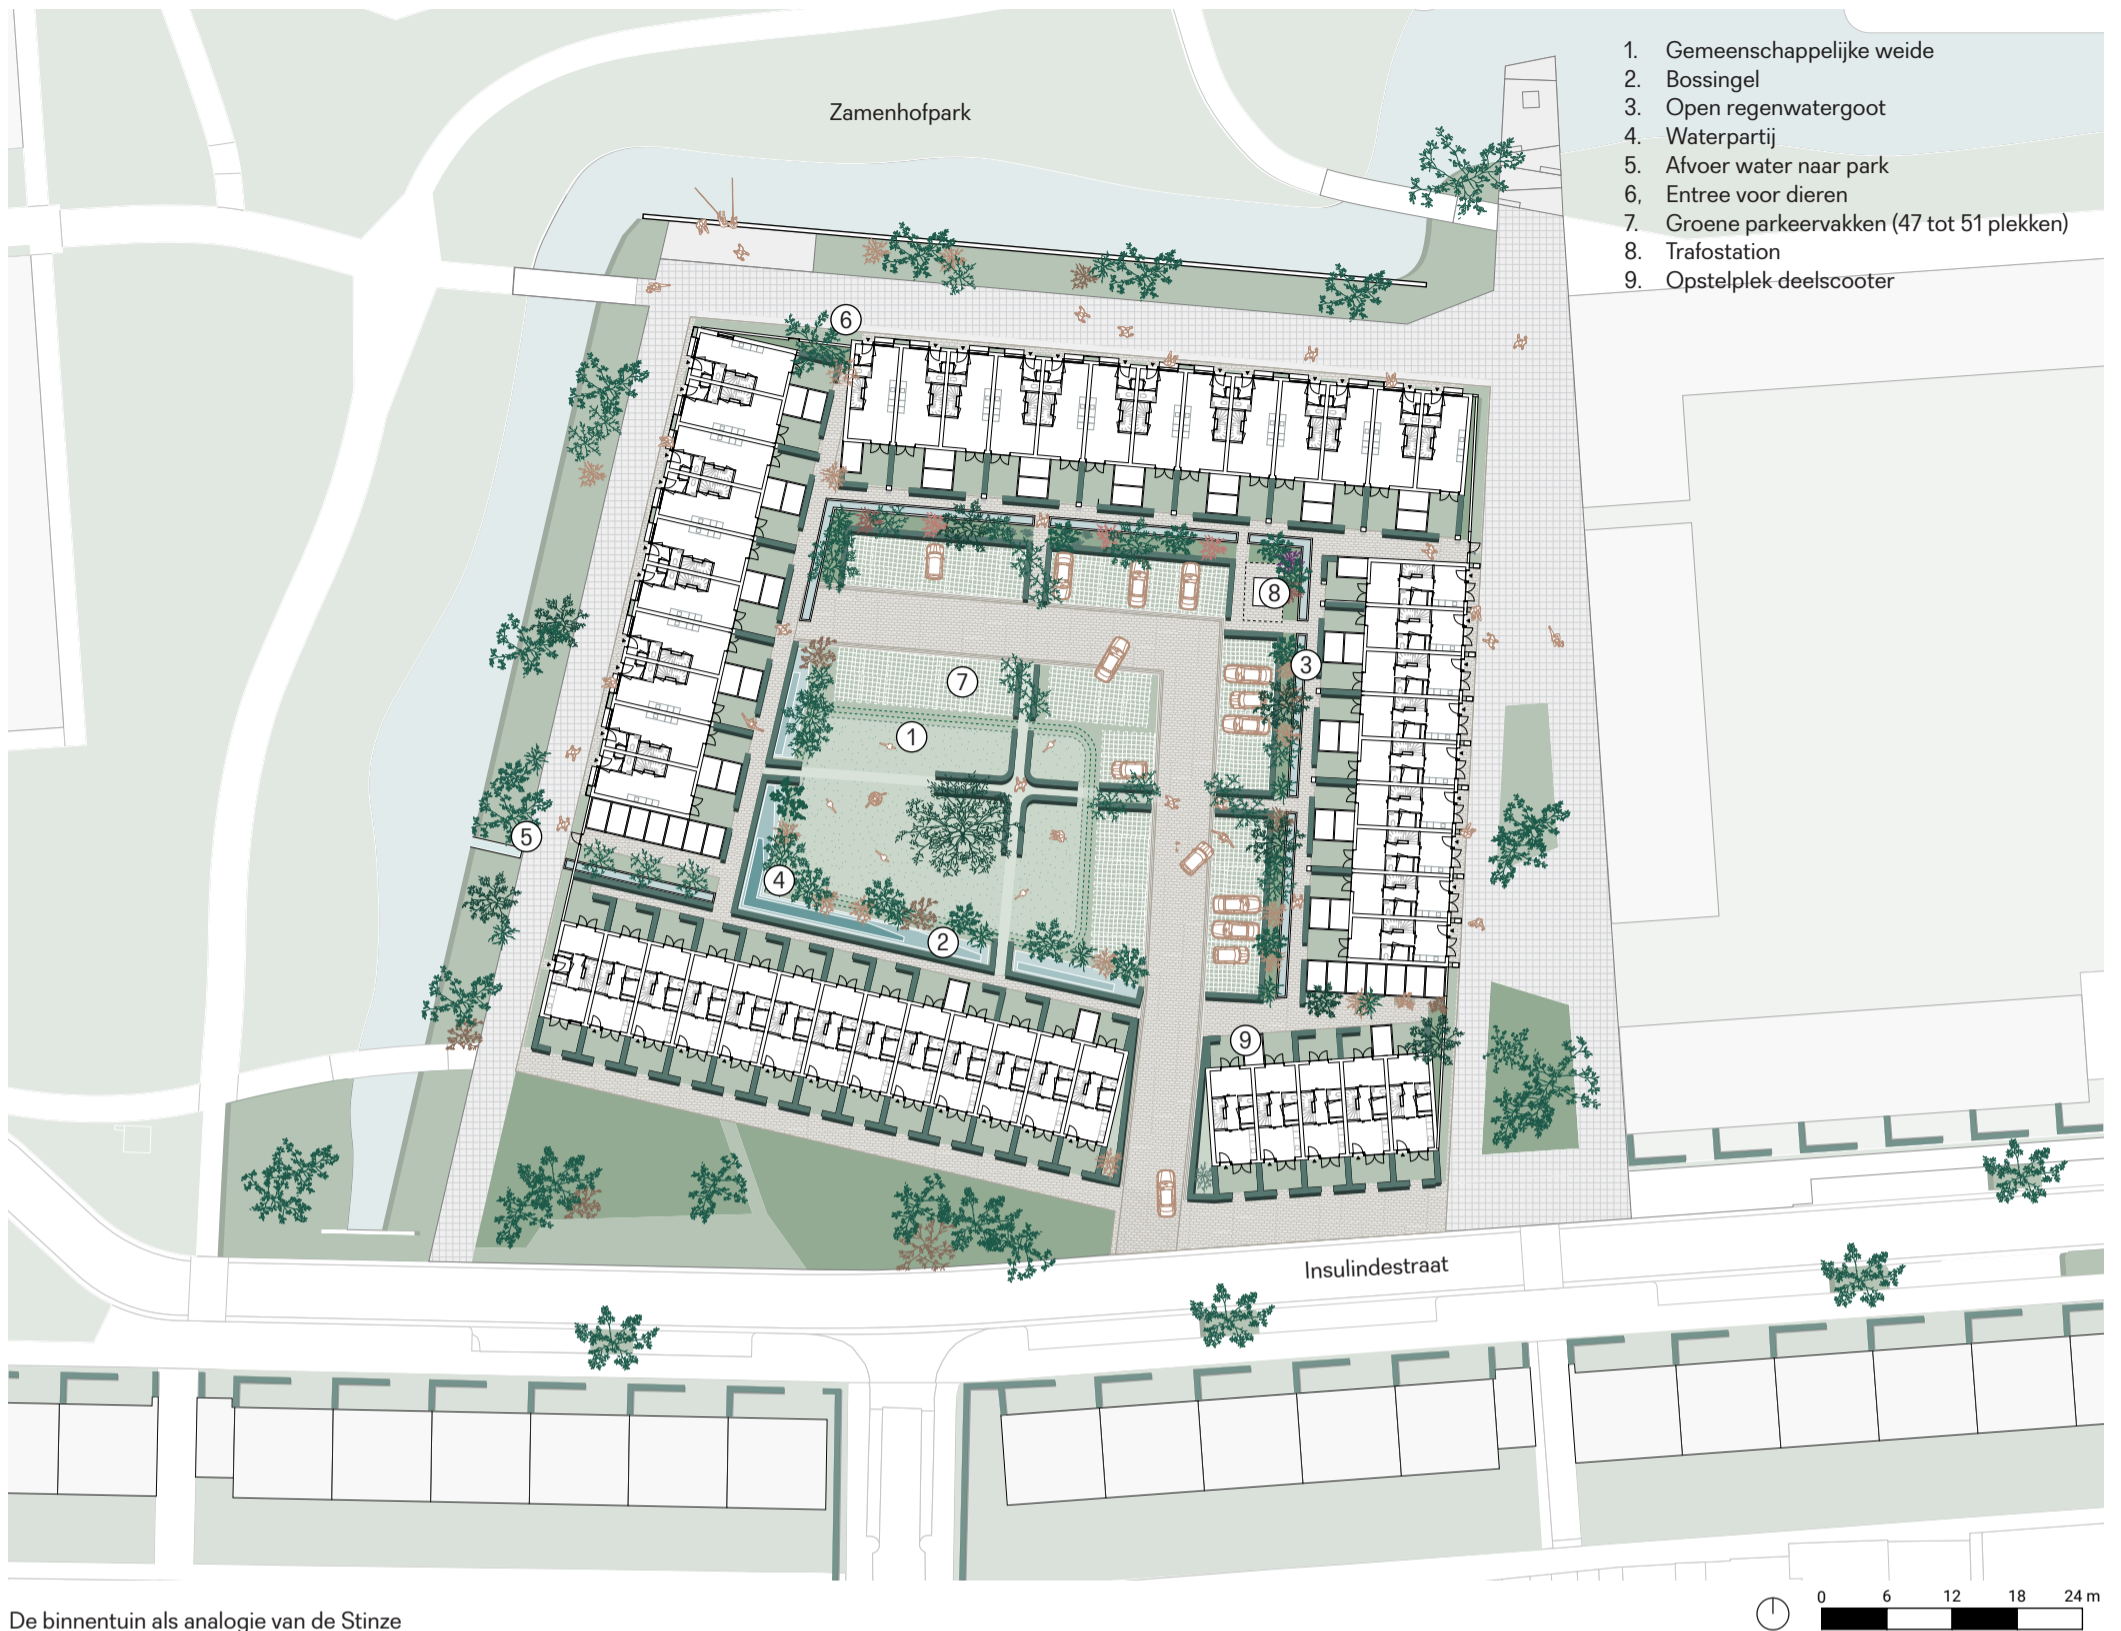 1. Gemeenschappelijke weide
2. Bossingel
3. Open regenwatergoot
4. Waterpartij
5. Afvoer water naar park
6, Entree voor dieren
7. Groene parkeervakken (47 tot 51 plekken)
8. Trafostation
9. Opstelplek deelscooter
Zamenhofpark
6
8
3
7
1
5
4
2
9
Insulindestraat
0 6 12 18 24 m
De binnentuin als analogie van de Stinze